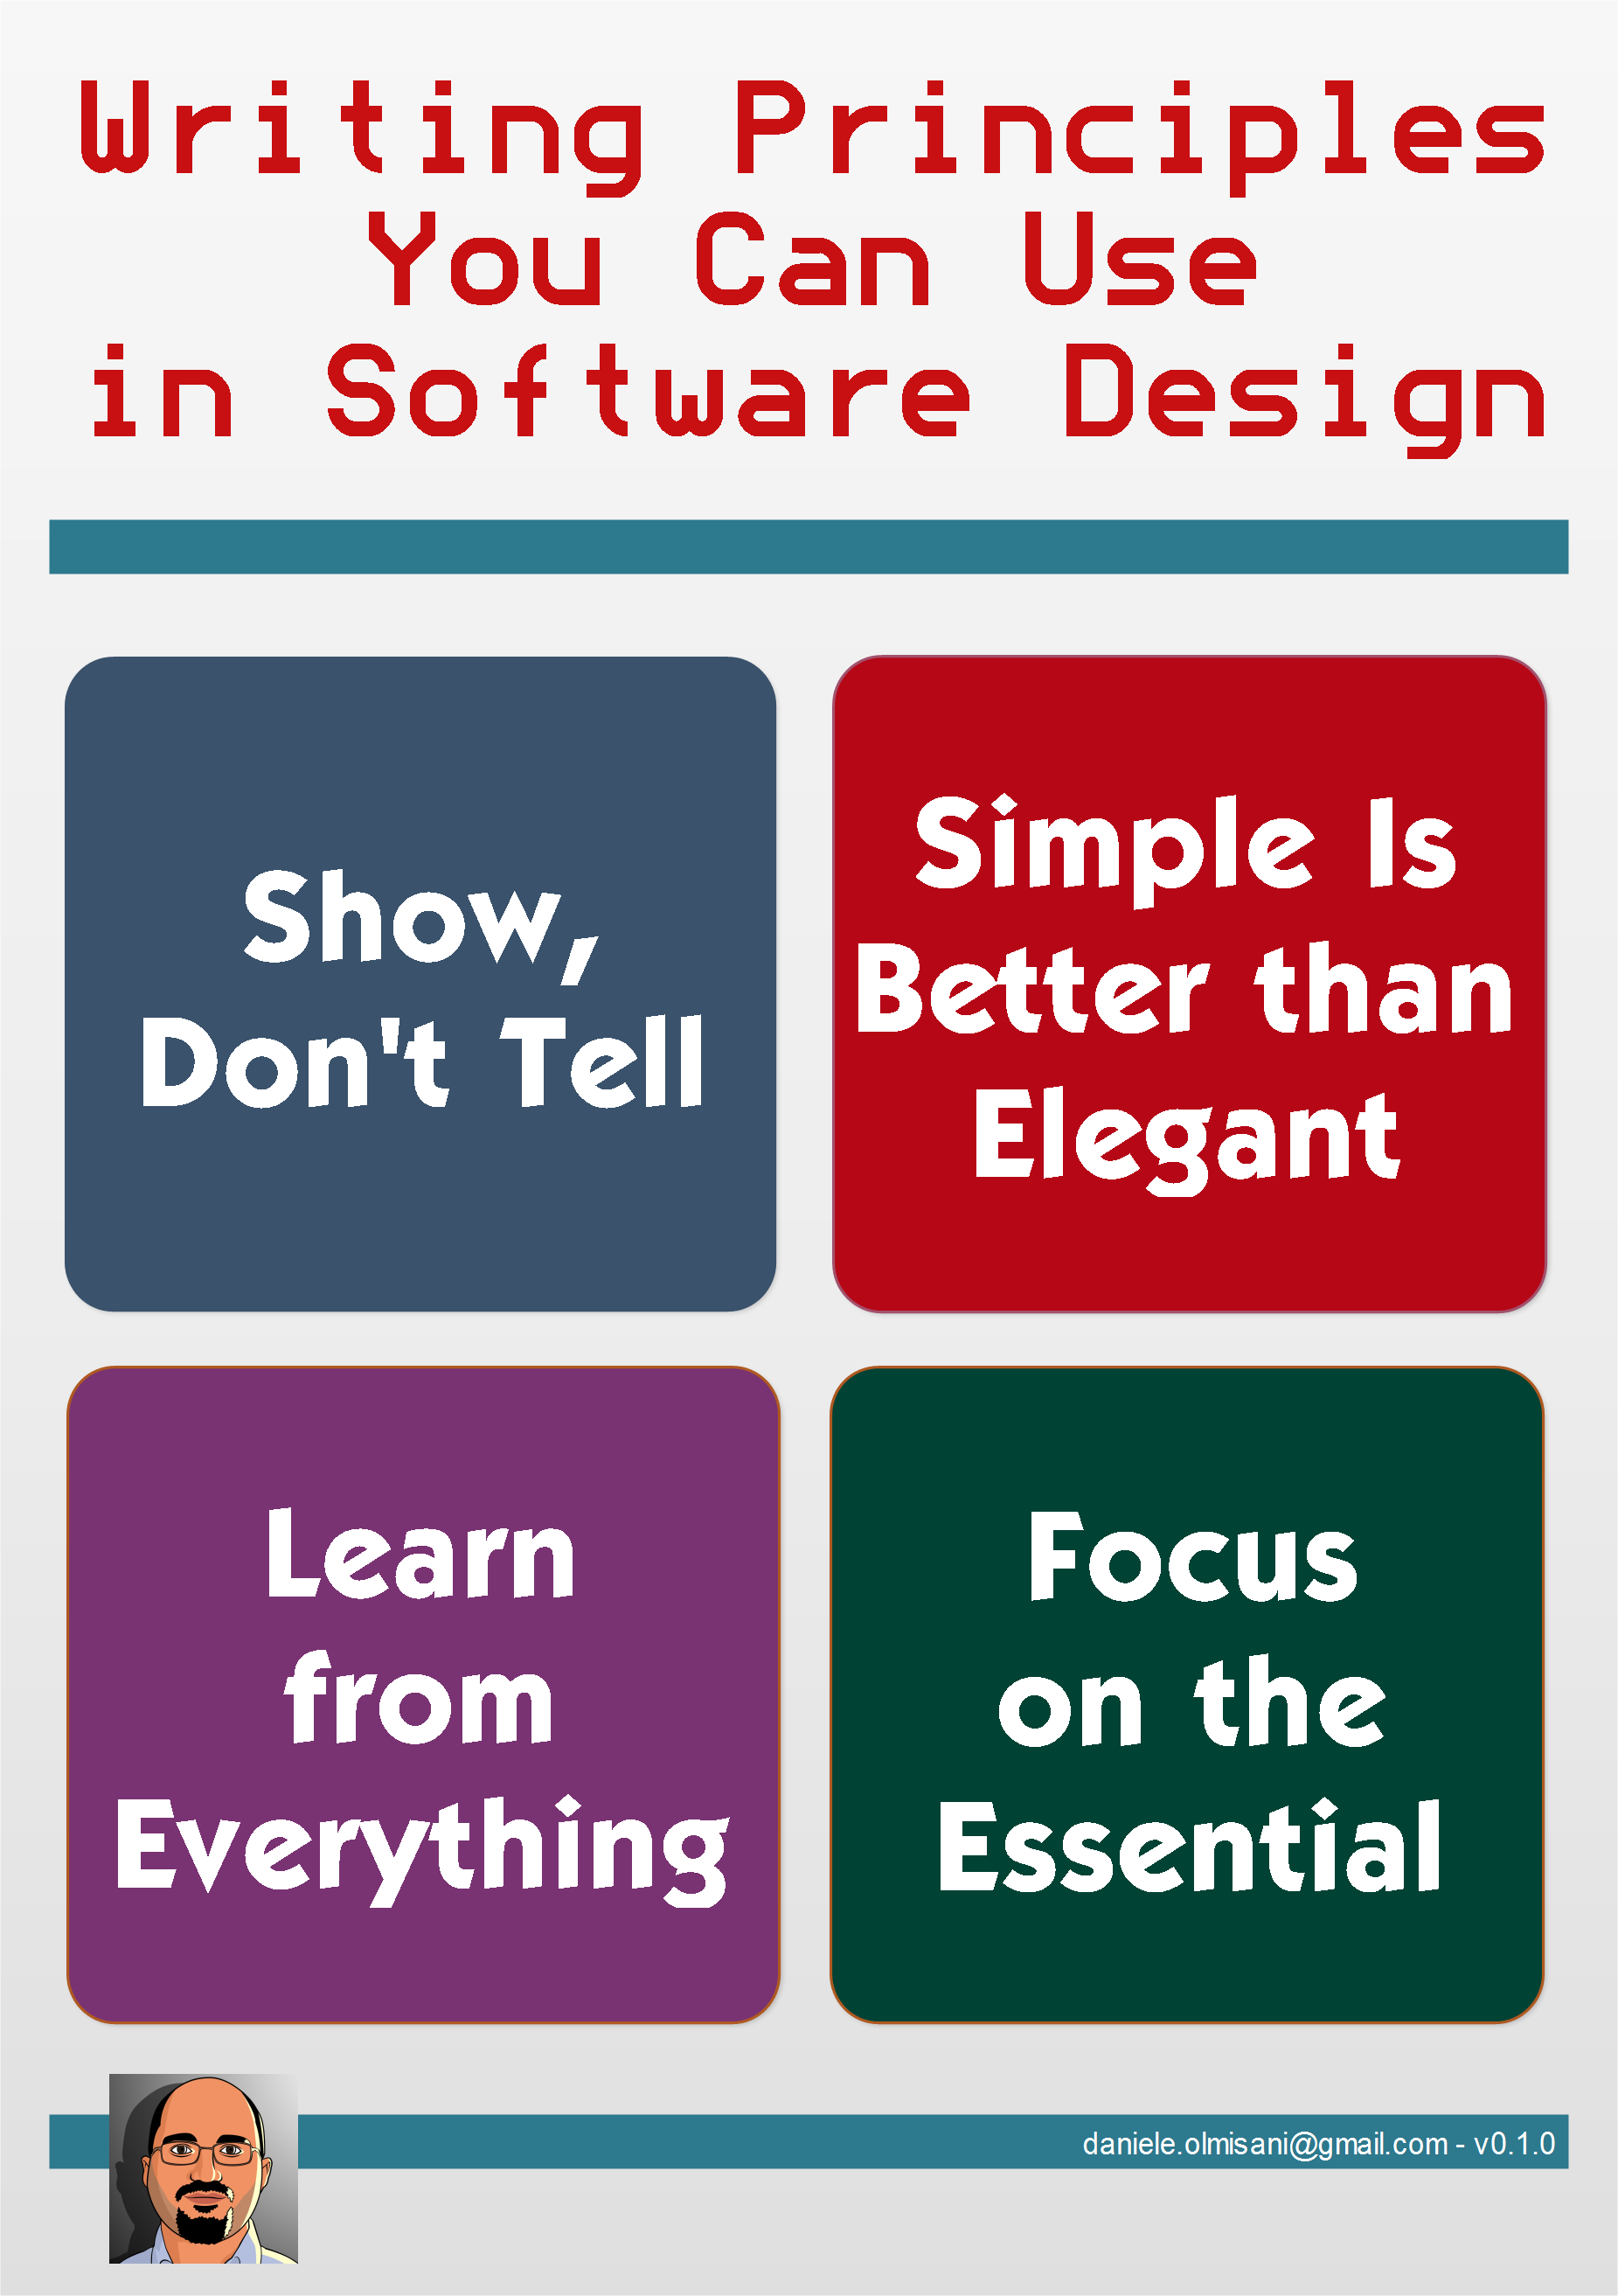 Writing Principles
You Can Use
in Software Design
Show,
Don't Tell
Simple Is
Better than
Elegant
Learn
from
Everything
Focus
on the
Essential
daniele.olmisani@gmail.com - v0.1.0